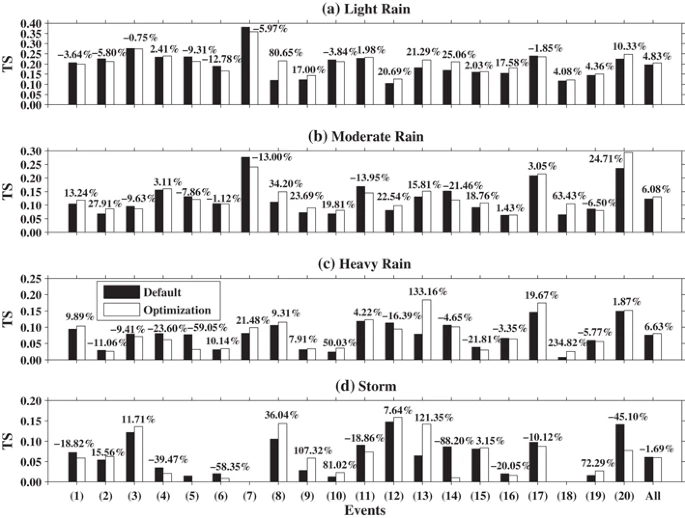 (a) Light Rain
0.40
0.35
0.30
0.25
0.20
0.15
0.10
0.05
0.00
TS
−3.64% −5.80% −0.75% 2.41% −9.31% −12.78% −5.97% 80.65% 17.00% −3.84% 1.98% 20.69% 21.29% 25.06% 2.03% 17.58% −1.85% 4.08% 4.36% 10.33% 4.83%
(b) Moderate Rain
0.30
0.25
0.20
0.15
0.10
0.05
0.00
TS
13.24% 27.91% −9.63% 3.11% −7.86% −1.12% −13.00% 34.20% 23.69% 19.81% −13.95% 22.54% 15.81% −21.46% 18.76% 1.43% 3.05% 63.43% −6.50% 24.71% 6.08%
(c) Heavy Rain
0.25
0.20
0.15
0.10
0.05
0.00
TS
Default
Optimization
9.89% −11.06% −9.41% −23.60% −59.05% 10.14% 21.48% 9.31% 7.91% 50.03% 4.22% −16.39% 133.16% −4.65% −21.81% −3.35% 19.67% 234.82% −5.77% 1.87% 6.63%
(d) Storm
0.20
0.15
0.10
0.05
0.00
TS
−18.82% 15.56% 11.71% −39.47% −58.35% 36.04% 107.32% 81.02% −18.86% 7.64% 121.35% −88.20% 3.15% −20.05% −10.12% 72.29% −45.10% −1.69%
(1) (2) (3) (4) (5) (6) (7) (8) (9) (10) (11) (12) (13) (14) (15) (16) (17) (18) (19) (20) All
Events